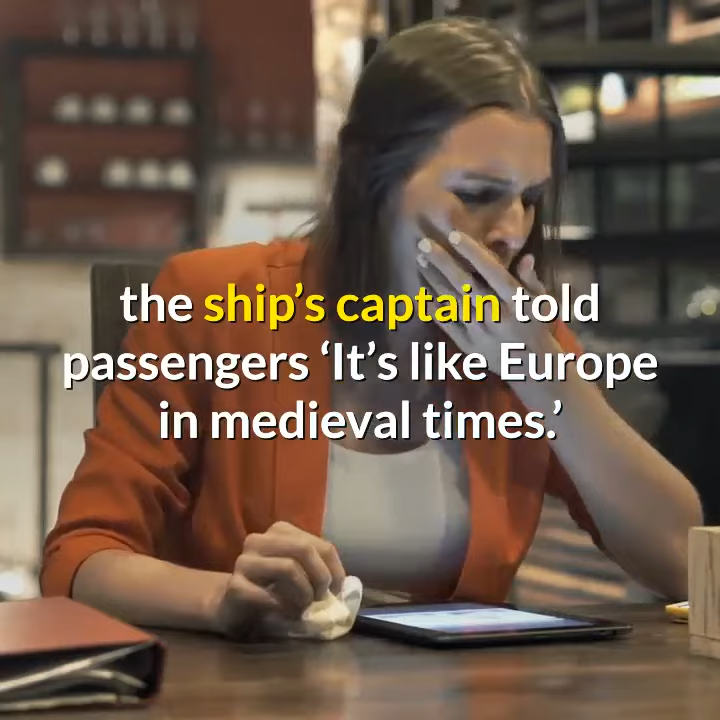 the ship’s captain told
passengers ‘It’s like Europe
in medieval times.’